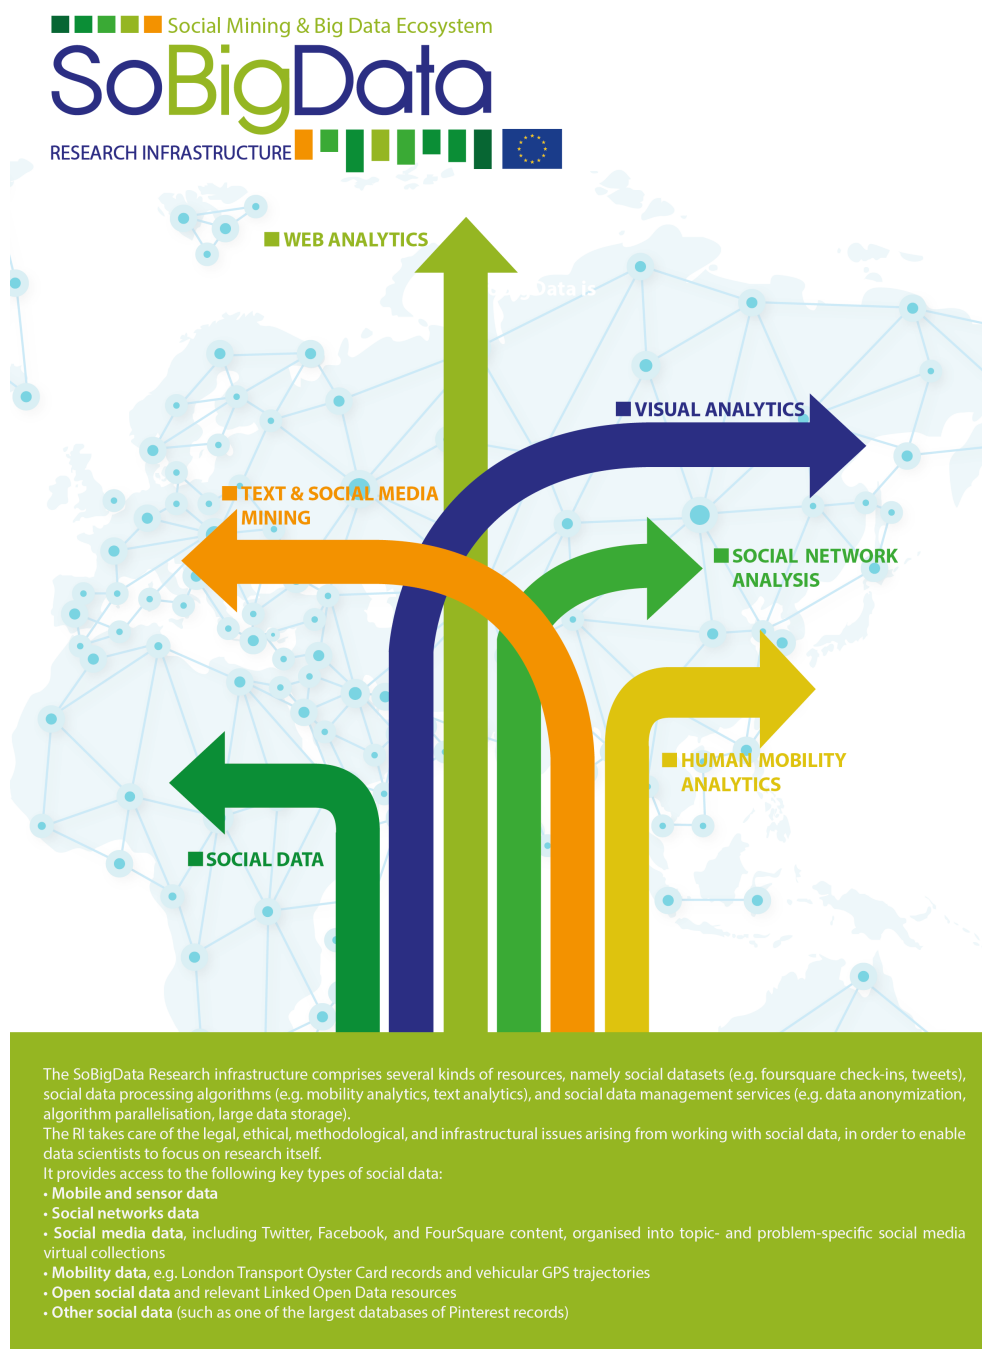 Social Mining & Big Data Ecosystem
SoBigData
RESEARCH INFRASTRUCTURE
WEB ANALYTICS
Data is
VISUAL ANALYTICS
TEXT & SOCIAL MEDIA
MINING
SOCIAL NETWORK
ANALYSIS
HUMAN MOBILITY
ANALYTICS
SOCIAL DATA
The SoBigData Research infrastructure comprises several kinds of resources, namely social datasets (e.g. foursquare check-ins, tweets),
social data processing algorithms (e.g. mobility analytics, text analytics), and social data management services (e.g. data anonymization,
algorithm parallelisation, large data storage).
The RI takes care of the legal, ethical, methodological, and infrastructural issues arising from working with social data, in order to enable
data scientists to focus on research itself.
It provides access to the following key types of social data:
• Mobile and sensor data
• Social networks data
• Social media data, including Twitter, Facebook, and FourSquare content, organised into topic- and problem-specific social media
virtual collections
• Mobility data, e.g. London Transport Oyster Card records and vehicular GPS trajectories
• Open social data and relevant Linked Open Data resources
• Other social data (such as one of the largest databases of Pinterest records)